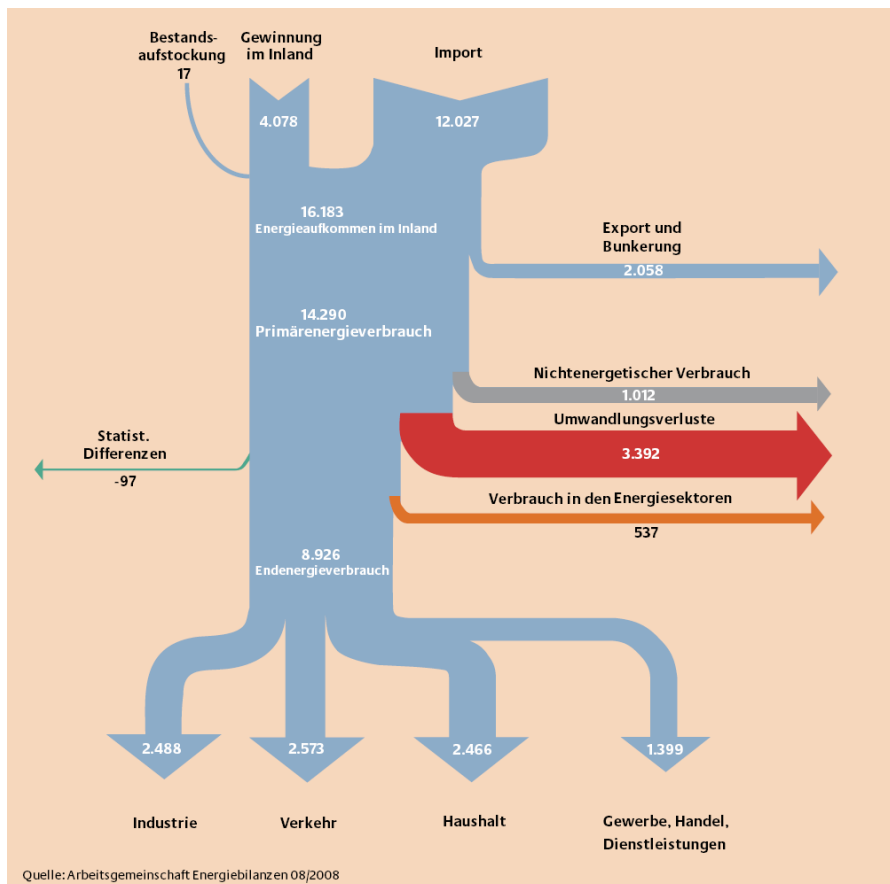 Bestands-
aufstockung
17
Gewinnung
im Inland
Import
4.078
12.027
16.183
Energieaufkommen im Inland
Export und
Bunkerung
2.058
14.290
Primärenergieverbrauch
Nichtenergetischer Verbrauch
1.012
Umwandlungsverluste
3.392
Statist.
Differenzen
-97
Verbrauch in den Energiesektoren
537
8.926
Endenergieverbrauch
2.488
2.573
2.466
1.399
Industrie
Verkehr
Haushalt
Gewerbe, Handel,
Dienstleistungen
Quelle: Arbeitsgemeinschaft Energiebilanzen 08/2008